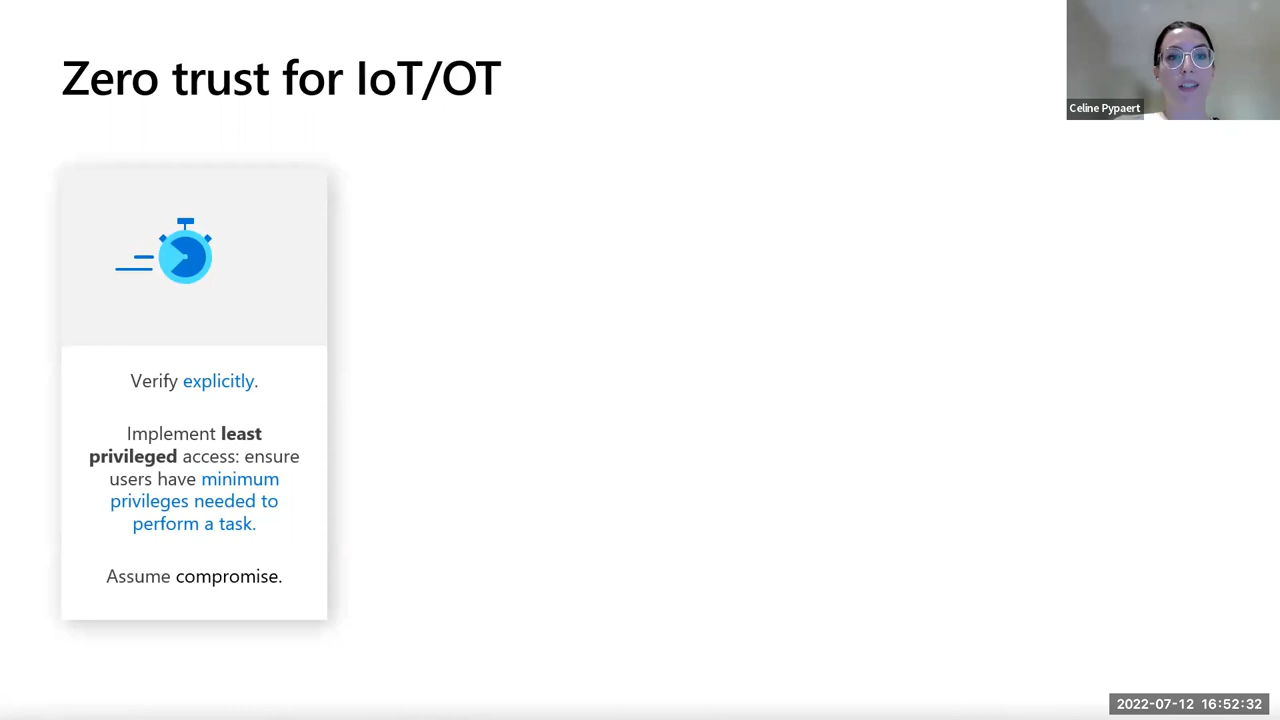 Zero trust for IoT/OT
Celine Pypaert
Verify explicitly.
Implement least
privileged access: ensure
users have minimum
privileges needed to
perform a task.
Assume compromise.
2022-07-12 16:52:32